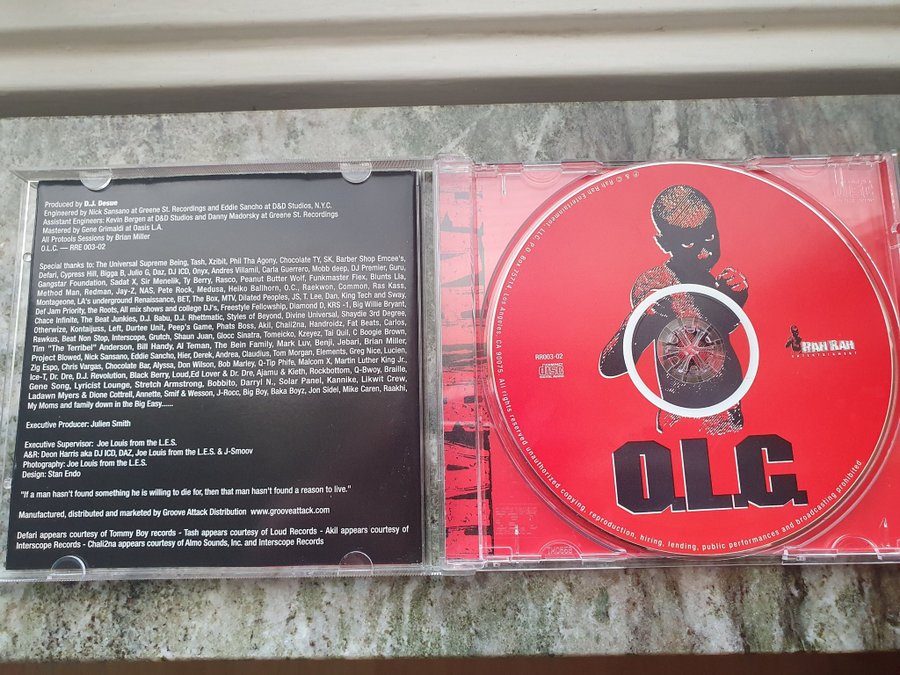 Produced by D.J. Desue
Engineered by Nick Sansano at Greene St. Recordings and Eddie Sancho at D&D Studios, N.Y.C.
Assistant Engineers: Kevin Bergen at D&D Studios and Danny Madorsky at Greene St. Recordings
Mastered by Gene Grimaldi at Oasis L.A.
All Protools Sessions by Brian Miller
O.L.C. — RRE 003-02
Special thanks to: The Universal Supreme Being, Tash, Xzibit, Phil Tha Agony, Chocolate TY, SK, Barber Shop Emcee's,
Defari, Cypress Hill, Bigga B, Julio G, Daz, DJ ICD, Onyx, Andres Villamil, Carla Guerrero, Mobb deep, DJ Premier, Guru,
Gangstar Foundation, Sadat X, Sir Menelik, Ty Berry, Rasco, Peanut Butter Wolf, Funkmaster Flex, Blunts Lla,
Method Man, Redman, Jay-Z, NAS, Pete Rock, Medusa, Heiko Ballhorn, O.C., Raekwon, Common, Ras Kass,
Montageone, LA's underground Renaissance, BET, The Box, MTV, Dilated Peoples, JS, T. Lee, Dan, King Tech and Sway,
Def Jam Priority, the Roots, All mix shows and college DJ's, Freestyle Fellowship, Diamond D, KRS -1, Big Willie Bryant,
Chace Infinite, The Beat Junkies, D.J. Babu, D.J. Rhettmatic, Styles of Beyond, Divine Universal, Shaydie 3rd Degree,
Otherwize, Kontaijuss, Left, Durtee Unit, Peep's Game, Phats Boss, Akil, Chali2na, Handroidz, Fat Beats, Carlos,
Rawkus, Beat Non Stop, Interscope, Grutch, Shaun Juan, Glocc Sinatra, Tomeicko, Kzeyez, Tai Quil, C Boogie Brown,
Tim "The Terribel" Anderson, Bill Handy, Al Teman, The Bein Family, Mark Luv, Benji, Jebari, Brian Miller,
Project Blowed, Nick Sansano, Eddie Sancho, Hier, Derek, Andrea, Claudius, Tom Morgan, Elements, Greg Nice, Lucien,
Zig Espo, Chris Vargas, Chocolate Bar, Alyssa, Don Wilson, Bob Marley, Q-Tip Phife, Malcom X, Martin Luther King Jr.,
Ice-T, Dr. Dre, D.J. Revolution, Black Berry, Loud,Ed Lover & Dr. Dre, Ajamu & Kieth, Rockbottom, Q-Bwoy, Braille,
Gene Song, Lyricist Lounge, Stretch Armstrong, Bobbito, Darryl N., Solar Panel, Kannike, Likwit Crew,
Ladawn Myers & Dione Cottrell, Annette, Smif & Wesson, J-Rocc, Big Boy, Baka Boyz, Jon Sidel, Mike Caren, Raakhi,
My Moms and family down in the Big Easy......
Executive Producer: Julien Smith
Executive Supervisor: Joe Louis from the L.E.S.
A&R: Deon Harris aka DJ ICD, DAZ, Joe Louis from the L.E.S. & J-Smoov
Photography: Joe Louis from the L.E.S.
Design: Stan Endo
"If a man hasn't found something he is willing to die for, then that man hasn't found a reason to live."
Manufactured, distributed and marketed by Groove Attack Distribution www.grooveattack.com
Defari appears courtesy of Tommy Boy records - Tash appears courtesy of Loud Records - Akil appears courtesy of
Interscope Records - Chali2na appears courtesy of Almo Sounds, Inc. and Interscope Records
℗ & © Rah Rah Entertainment, LLC P.O. Box 75714 Los Angeles, CA 90075. All rights reserved unauthorized copying, reproduction, hiring, lending, public performances and broadcasting prohibited
RR003-02
disc
RAH RAH
ENTERTAINMENT
O.L.C.